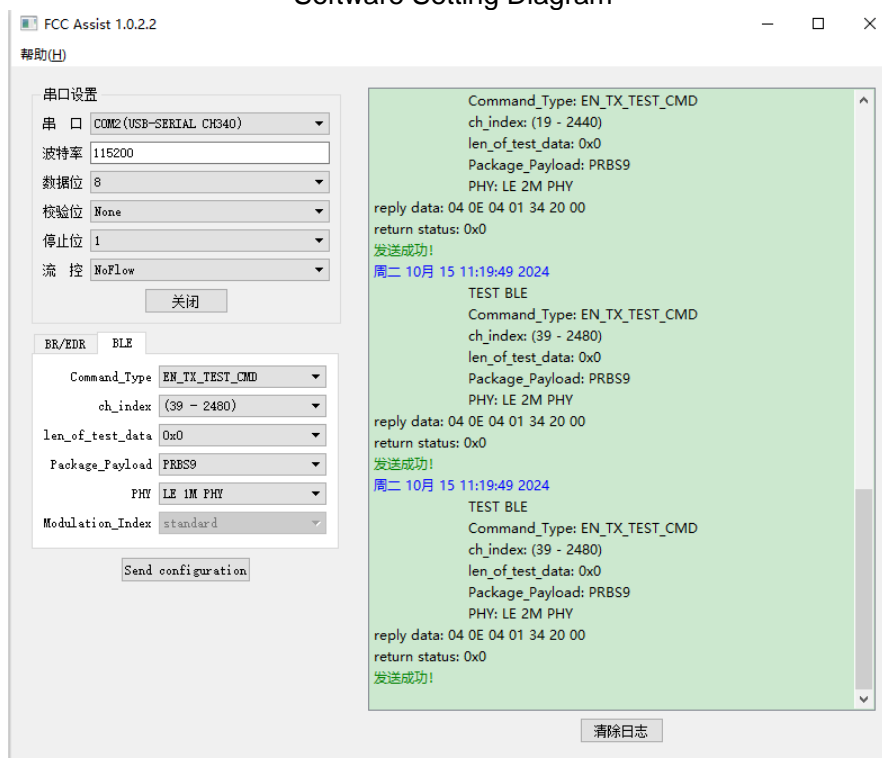 Software Setting Diagram
FCC Assist 1.0.2.2
帮助(H)
串口设置
串 口 COM2(USB-SERIAL CH340)
波特率 115200
数据位 8
校验位 None
停止位 1
流 控 NoFlow
关闭
BR/EDR BLE
Command_Type EN_TX_TEST_CMD
ch_index (39 - 2480)
len_of_test_data 0x0
Package_Payload PRBS9
PHY LE 1M PHY
Modulation_Index standard
Send configuration
Command_Type: EN_TX_TEST_CMD
ch_index: (19 - 2440)
len_of_test_data: 0x0
Package_Payload: PRBS9
PHY: LE 2M PHY
reply data: 04 0E 04 01 34 20 00
return status: 0x0
发送成功!
周二 10月 15 11:19:49 2024
TEST BLE
Command_Type: EN_TX_TEST_CMD
ch_index: (39 - 2480)
len_of_test_data: 0x0
Package_Payload: PRBS9
PHY: LE 2M PHY
reply data: 04 0E 04 01 34 20 00
return status: 0x0
发送成功!
周二 10月 15 11:19:49 2024
TEST BLE
Command_Type: EN_TX_TEST_CMD
ch_index: (39 - 2480)
len_of_test_data: 0x0
Package_Payload: PRBS9
PHY: LE 2M PHY
reply data: 04 0E 04 01 34 20 00
return status: 0x0
发送成功!
清除日志